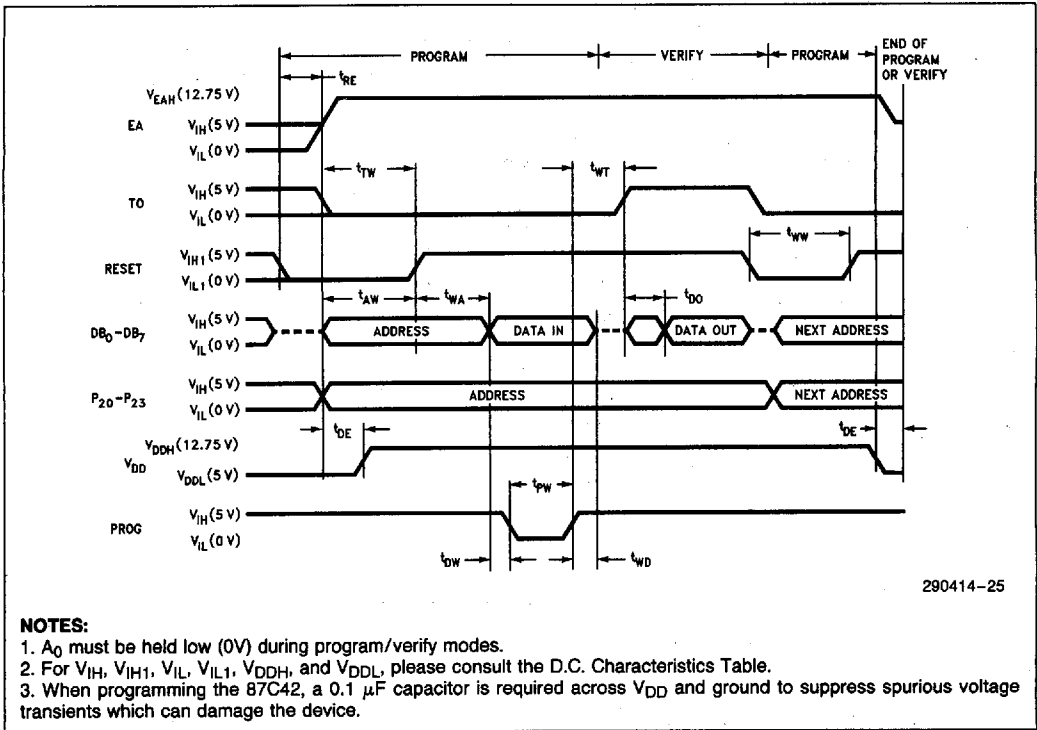 PROGRAM VERIFY PROGRAM END OF PROGRAM OR VERIFY
tRE
VEAH (12.75 V)
EA VIH (5 V)
VIL (0 V)
tTW tWT
VIH (5 V)
TO
VIL (0 V)
tWW
VIH1 (5 V)
RESET
VIL1 (0 V)
tAW tWA tDO
VIH (5 V)
DB0-DB7 ADDRESS DATA IN DATA OUT NEXT ADDRESS
VIL (0 V)
VIH (5 V)
P20-P23 ADDRESS NEXT ADDRESS
VIL (0 V)
tDE tDE
VDDH (12.75 V)
VDD
VDDL (5 V)
tPW
VIH (5 V)
PROG
VIL (0 V)
tDW tWD
290414-25
NOTES:
1. A0 must be held low (0V) during program/verify modes.
2. For VIH, VIH1, VIL, VIL1, VDDH, and VDDL, please consult the D.C. Characteristics Table.
3. When programming the 87C42, a 0.1 μF capacitor is required across VDD and ground to suppress spurious voltage
transients which can damage the device.